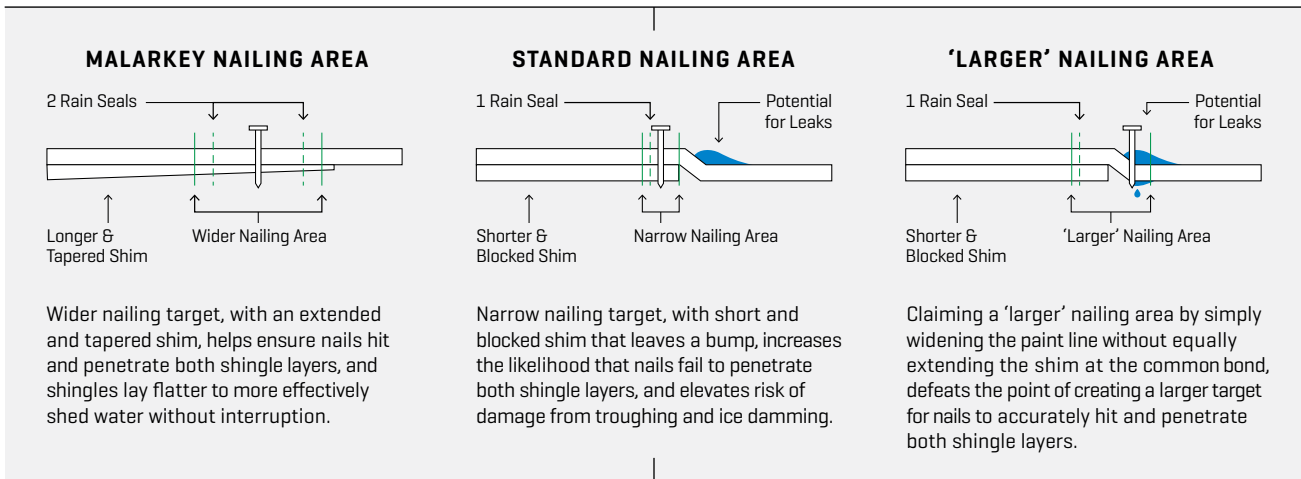 MALARKEY NAILING AREA
2 Rain Seals
Longer &
Tapered Shim
Wider Nailing Area
Wider nailing target, with an extended
and tapered shim, helps ensure nails hit
and penetrate both shingle layers, and
shingles lay flatter to more effectively
shed water without interruption.
STANDARD NAILING AREA
1 Rain Seal
Potential
for Leaks
Shorter &
Blocked Shim
Narrow Nailing Area
Narrow nailing target, with short and
blocked shim that leaves a bump, increases
the likelihood that nails fail to penetrate
both shingle layers, and elevates risk of
damage from troughing and ice damming.
‘LARGER’ NAILING AREA
1 Rain Seal
Potential
for Leaks
Shorter &
Blocked Shim
‘Larger’ Nailing Area
Claiming a ‘larger’ nailing area by simply
widening the paint line without equally
extending the shim at the common bond,
defeats the point of creating a larger target
for nails to accurately hit and penetrate
both shingle layers.